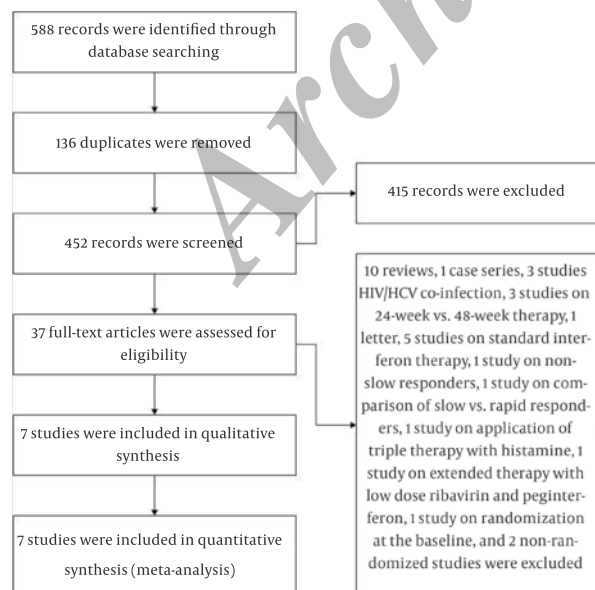 588 records were identified through
database searching
136 duplicates were removed
415 records were excluded
452 records were screened
10 reviews, 1 case series, 3 studies
HIV/HCV co-infection, 3 studies on
24-week vs. 48-week therapy, 1
letter, 5 studies on standard inter-
feron therapy, 1 study on non-
slow responders, 1 study on com-
parison of slow vs. rapid respond-
ers, 1 study on application of
triple therapy with histamine, 1
study on extended therapy with
low dose ribavirin and peginter-
feron, 1 study on randomization
at the baseline, and 2 non-ran-
domized studies were excluded
37 full-text articles were assessed for
eligibility
7 studies were included in qualitative
synthesis
7 studies were included in quantitative
synthesis (meta-analysis)